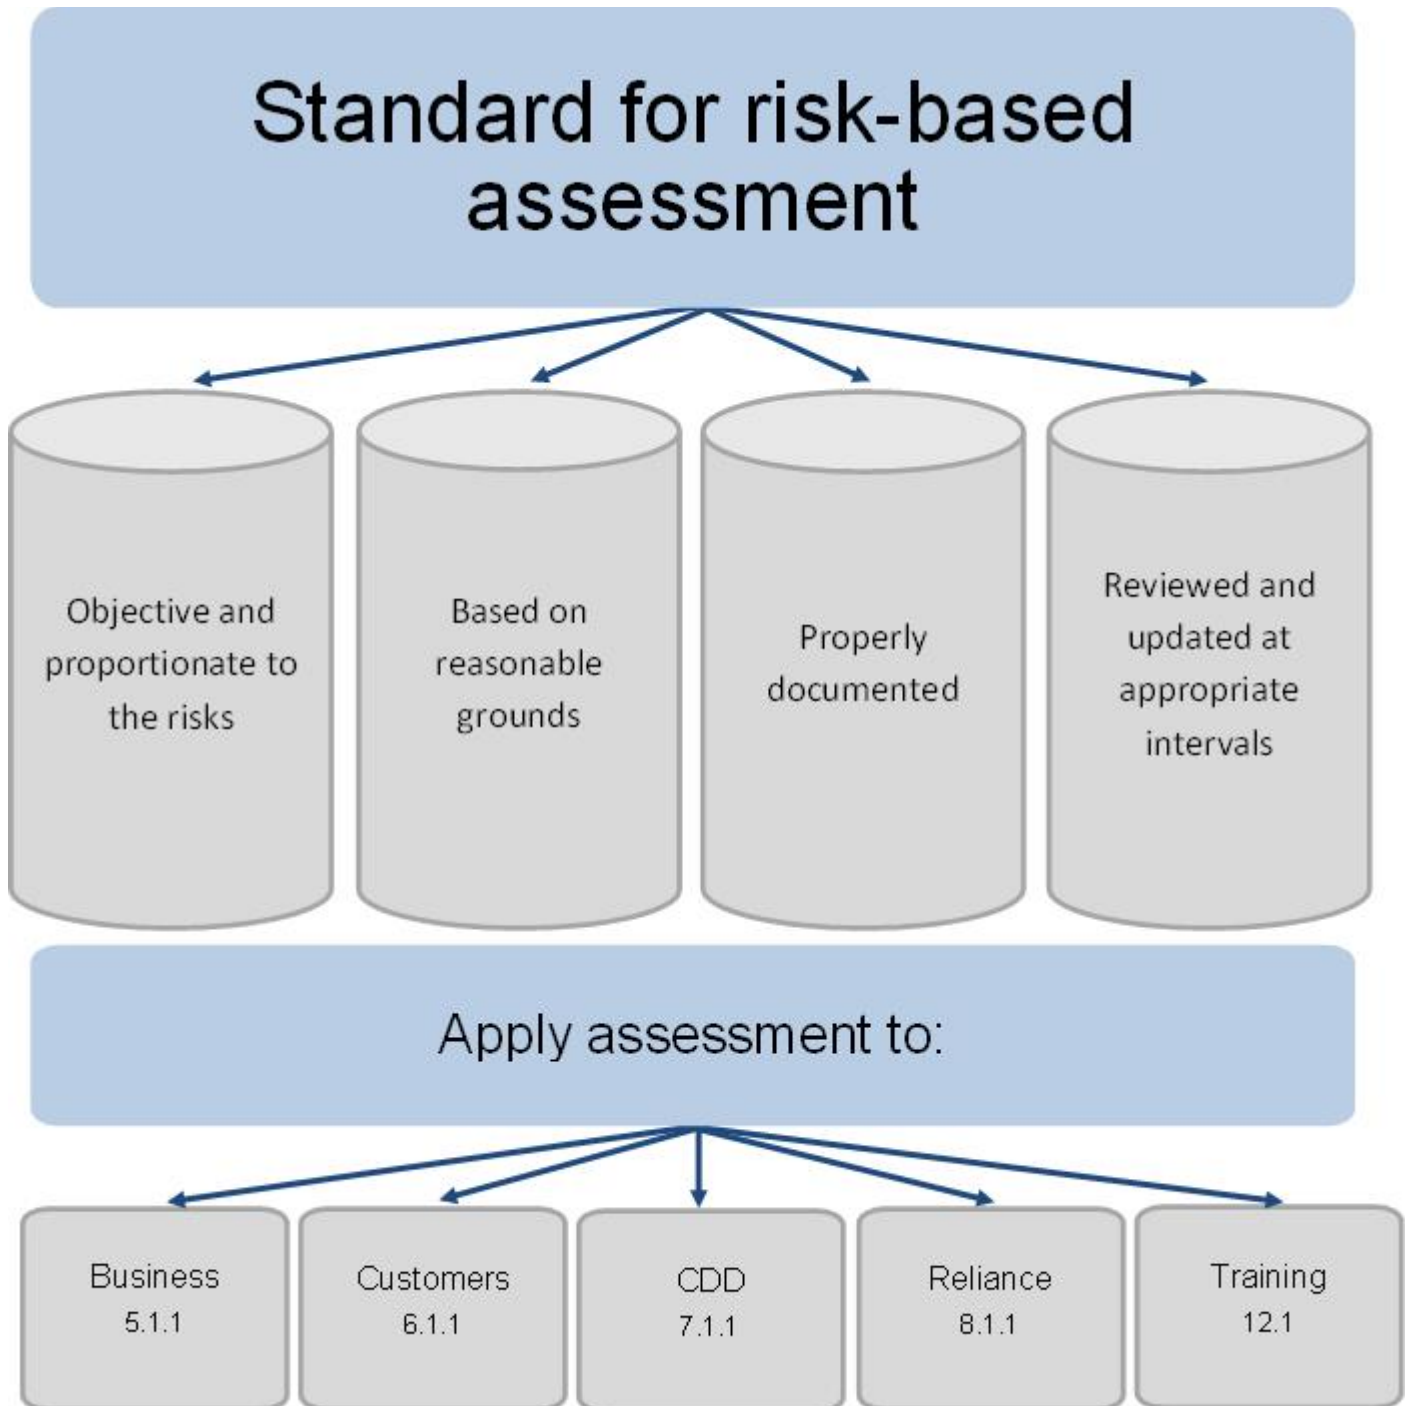 Standard for risk-based
assessment
Objective and
proportionate to
the risks
Based on
reasonable
grounds
Properly
documented
Reviewed and
updated at
appropriate
intervals
Apply assessment to:
Business
5.1.1
Customers
6.1.1
CDD
7.1.1
Reliance
8.1.1
Training
12.1